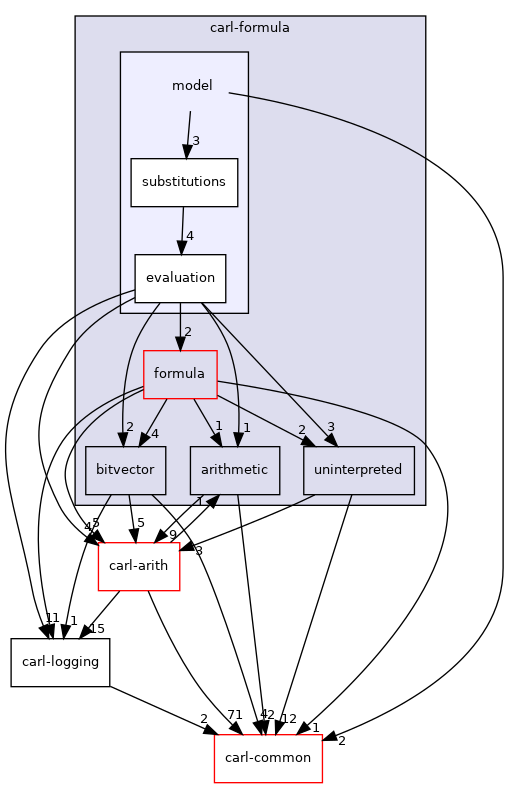 carl-formula
model
3
substitutions
4
evaluation
2
formula
2
4
1
1
2
3
bitvector
arithmetic
uninterpreted
1
4
5
5
9
3
carl-arith
11
1
15
carl-logging
2
71
4
2
12
1
2
carl-common